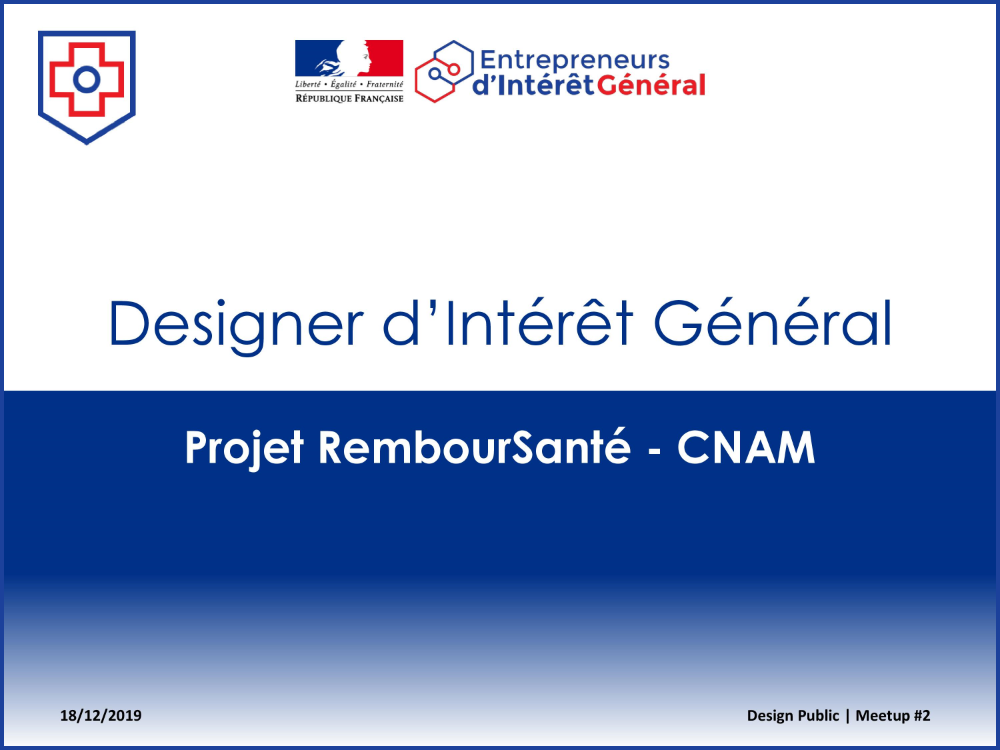 Liberté • Égalité • Fraternité
RÉPUBLIQUE FRANÇAISE
Entrepreneurs
d'IntérêtGénéral
Designer d’Intérêt Général
Projet RembourSanté - CNAM
18/12/2019
Design Public | Meetup #2